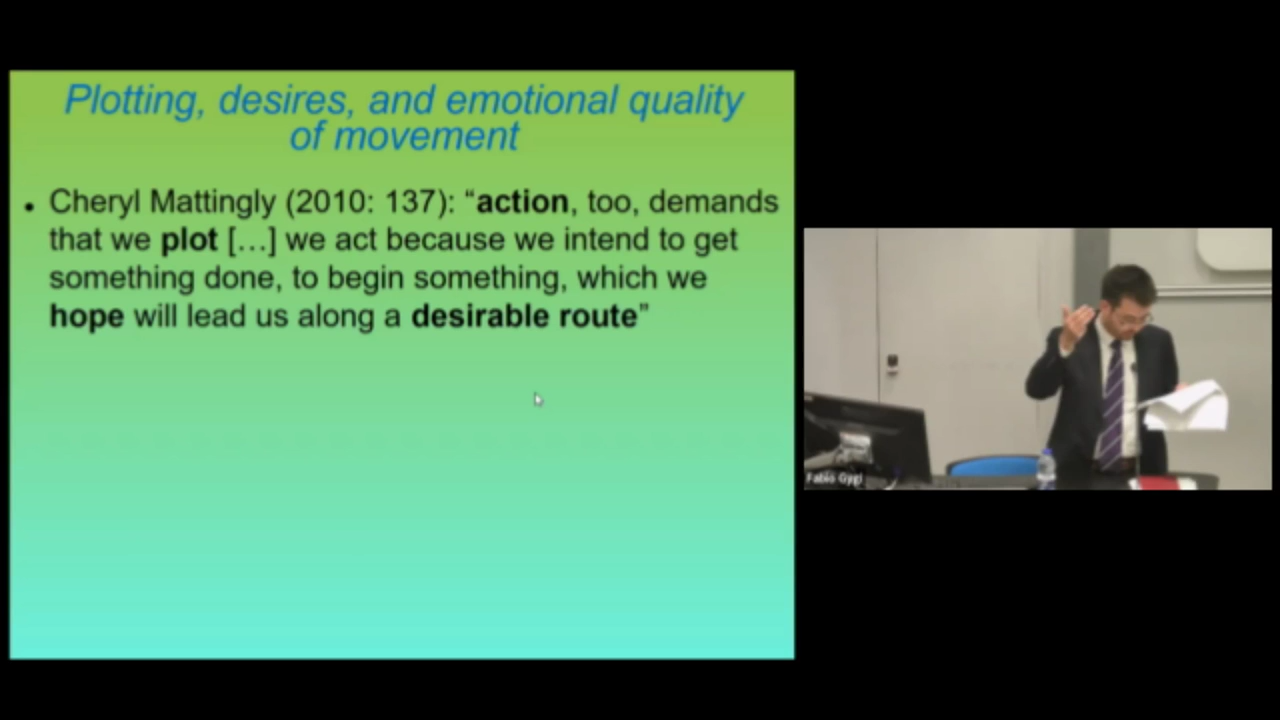 Plotting, desires, and emotional quality
of movement
• Cheryl Mattingly (2010: 137): “action, too, demands
that we plot […] we act because we intend to get
something done, to begin something, which we
hope will lead us along a desirable route”
Fabio Gygi